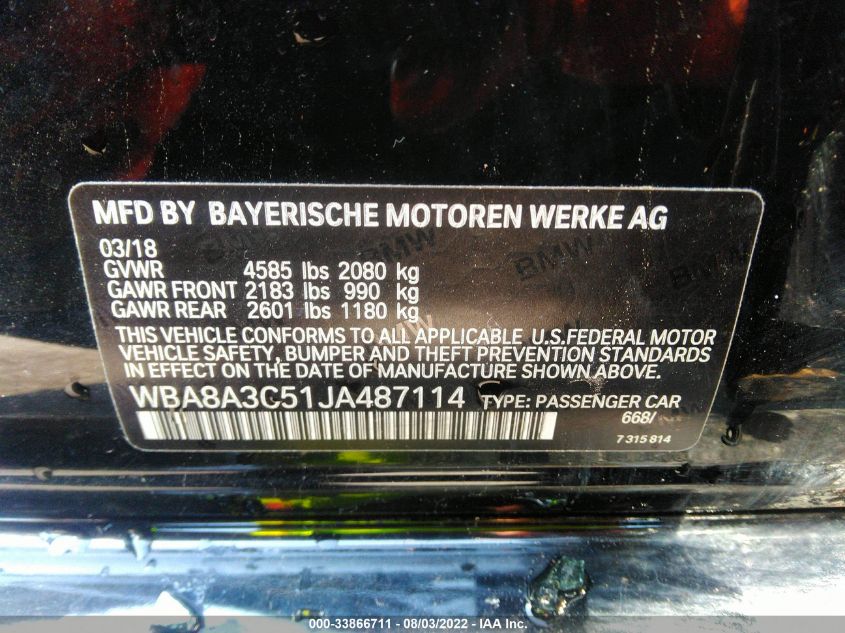 MFD BY BAYERISCHE MOTOREN WERKE AG
03/18
GVWR 4585 lbs 2080 kg
GAWR FRONT 2183 lbs 990 kg
GAWR REAR 2601 lbs 1180 kg
THIS VEHICLE CONFORMS TO ALL APPLICABLE U.S.FEDERAL MOTOR
VEHICLE SAFETY, BUMPER AND THEFT PREVENTION STANDARDS
IN EFFECT ON THE DATE OF MANUFACTURE SHOWN ABOVE.
WBA8A3C51JA487114 TYPE: PASSENGER CAR
668/
7 315 814
BMW
BMW
BMW
000-33866711 - 08/03/2022 - IAA Inc.